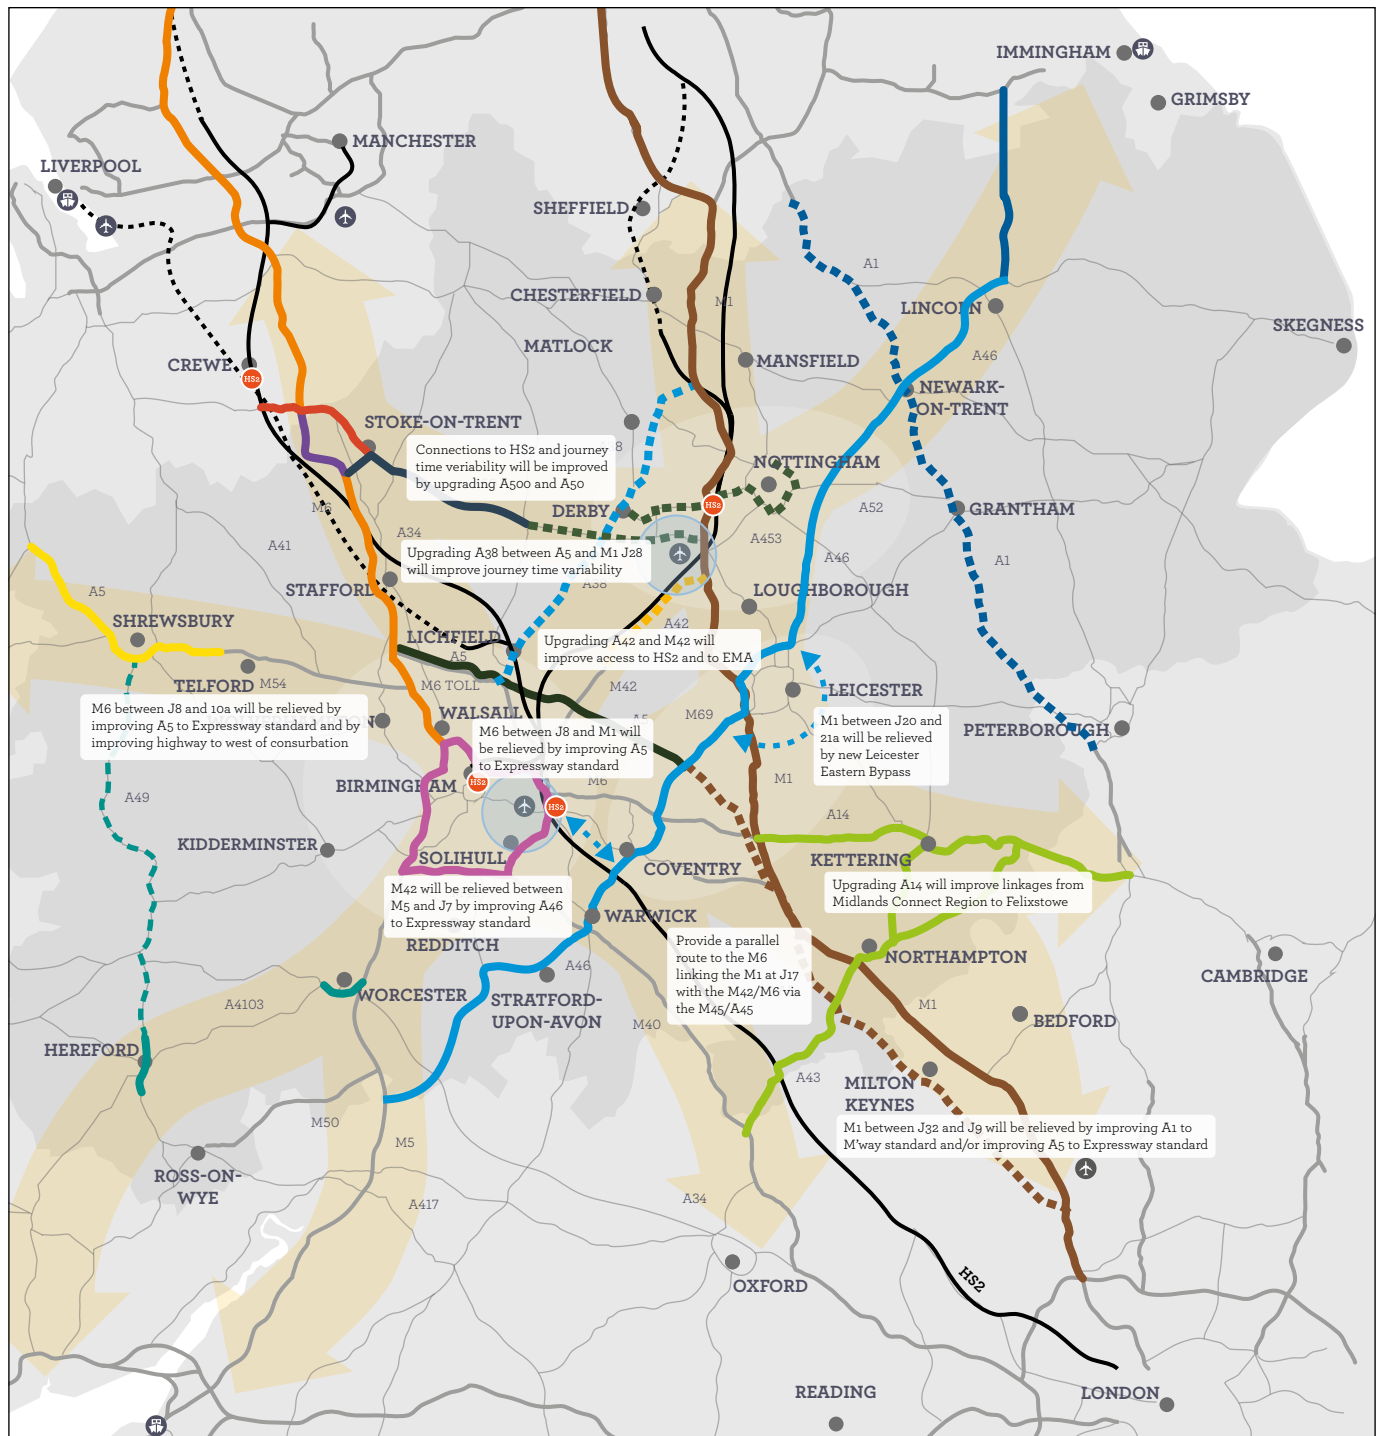 IMMINGHAM
GRIMSBY
MANCHESTER
LIVERPOOL
SHEFFIELD
A1
CHESTERFIELD
M1
LINCOLN
SKEGNESS
MATLOCK
MANSFIELD
A46
CREWE
HS2
NEWARK-
ON-TRENT
STOKE-ON-TRENT
Connections to HS2 and journey
time veriability will be improved
by upgrading A500 and A50
NOTTINGHAM
M6
DERBY
HS2
A52
GRANTHAM
A34
A41
A453
A46
A1
Upgrading A38 between A5 and M1 J28
will improve journey time variability
A38
A5
STAFFORD
LOUGHBOROUGH
SHREWSBURY
A42
LICHFIELD
Upgrading A42 and M42 will
improve access to HS2 and to EMA
A5
TELFORD
M54
M6 TOLL
M42
LEICESTER
M6 between J8 and 10a will be relieved by
improving A5 to Expressway standard and by
improving highway to west of consurbation
WALSALL
A5
M69
M1 between J20 and
21a will be relieved
by new Leicester
Eastern Bypass
PETERBOROUGH
M6 between J8 and M1 will
be relieved by improving A5
to Expressway standard
BIRMINGHAM
HS2
M6
M1
A49
HS2
A14
KIDDERMINSTER
SOLIHULL
COVENTRY
KETTERING
M42 will be relieved between
M5 and J7 by improving A46
to Expressway standard
Upgrading A14 will improve linkages from
Midlands Connect Region to Felixstowe
WARWICK
REDDITCH
Provide a parallel
route to the M6
linking the M1 at J17
with the M42/M6 via
the M45/A45
NORTHAMPTON
A46
CAMBRIDGE
WORCESTER
STRATFORD-
UPON-AVON
A4103
M1
M40
BEDFORD
HEREFORD
A43
MILTON
KEYNES
M50
M1 between J32 and J9 will be relieved by improving A1 to
M'way standard and/or improving A5 to Expressway standard
M5
ROSS-ON-
WYE
A34
A417
HS2
OXFORD
READING
LONDON